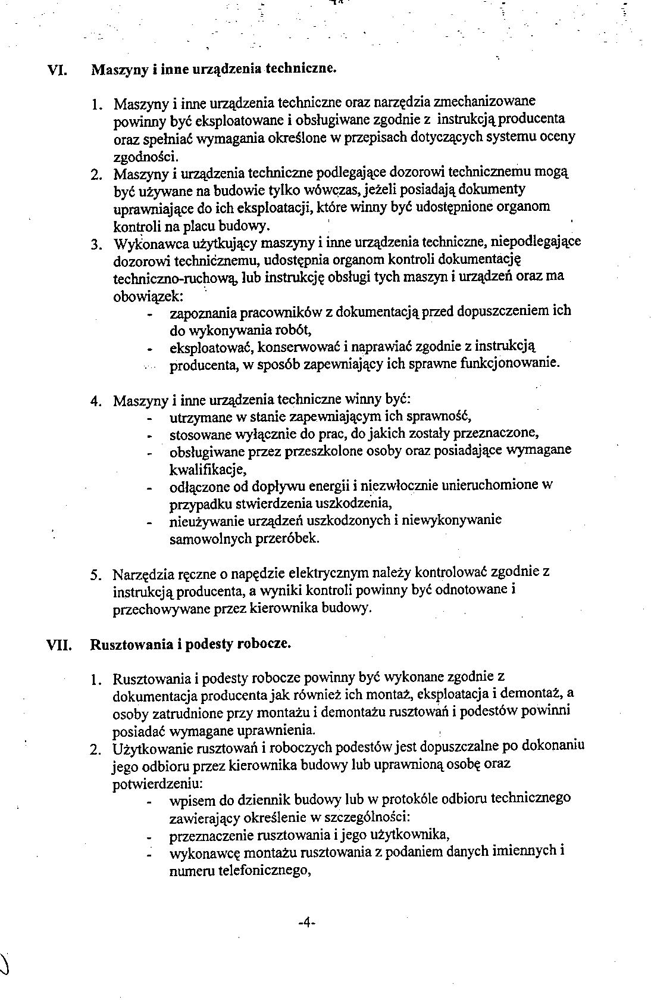 VI. Maszyny i inne urządzenia techniczne.
1. Maszyny i inne urządzenia techniczne oraz narzędzia zmechanizowane
powinny być eksploatowane i obsługiwane zgodnie z instrukcją producenta
oraz spełniać wymagania określone w przepisach dotyczących systemu oceny
zgodności.
2. Maszyny i urządzenia techniczne podlegające dozorowi technicznemu mogą
być używane na budowie tylko wówczas, jeżeli posiadają dokumenty
uprawniające do ich eksploatacji, które winny być udostępnione organom
kontroli na placu budowy.
3. Wykonawca użytkujący maszyny i inne urządzenia techniczne, niepodlegające
dozorowi technicznemu, udostępnia organom kontroli dokumentację
techniczno-ruchową, lub instrukcję obsługi tych maszyn i urządzeń oraz ma
obowiązek:
- zapoznania pracowników z dokumentacją przed dopuszczeniem ich
do wykonywania robót,
- eksploatować, konserwować i naprawiać zgodnie z instrukcją
producenta, w sposób zapewniający ich sprawne funkcjonowanie.
4. Maszyny i inne urządzenia techniczne winny być:
- utrzymane w stanie zapewniającym ich sprawność,
- stosowane wyłącznie do prac, do jakich zostały przeznaczone,
- obsługiwane przez przeszkolone osoby oraz posiadające wymagane
kwalifikacje,
- odłączone od dopływu energii i niezwłocznie unieruchomione w
przypadku stwierdzenia uszkodzenia,
- nieużywanie urządzeń uszkodzonych i niewykonywanie
samowolnych przeróbek.
5. Narzędzia ręczne o napędzie elektrycznym należy kontrolować zgodnie z
instrukcją producenta, a wyniki kontroli powinny być odnotowane i
przechowywane przez kierownika budowy.
VII. Rusztowania i podesty robocze.
1. Rusztowania i podesty robocze powinny być wykonane zgodnie z
dokumentacja producenta jak również ich montaż, eksploatacja i demontaż, a
osoby zatrudnione przy montażu i demontażu rusztowań i podestów powinni
posiadać wymagane uprawnienia.
2. Użytkowanie rusztowań i roboczych podestów jest dopuszczalne po dokonaniu
jego odbioru przez kierownika budowy lub uprawnioną osobę oraz
potwierdzeniu:
- wpisem do dziennik budowy lub w protokóle odbioru technicznego
zawierający określenie w szczególności:
- przeznaczenie rusztowania i jego użytkownika,
- wykonawcę montażu rusztowania z podaniem danych imiennych i
numeru telefonicznego,
-4-